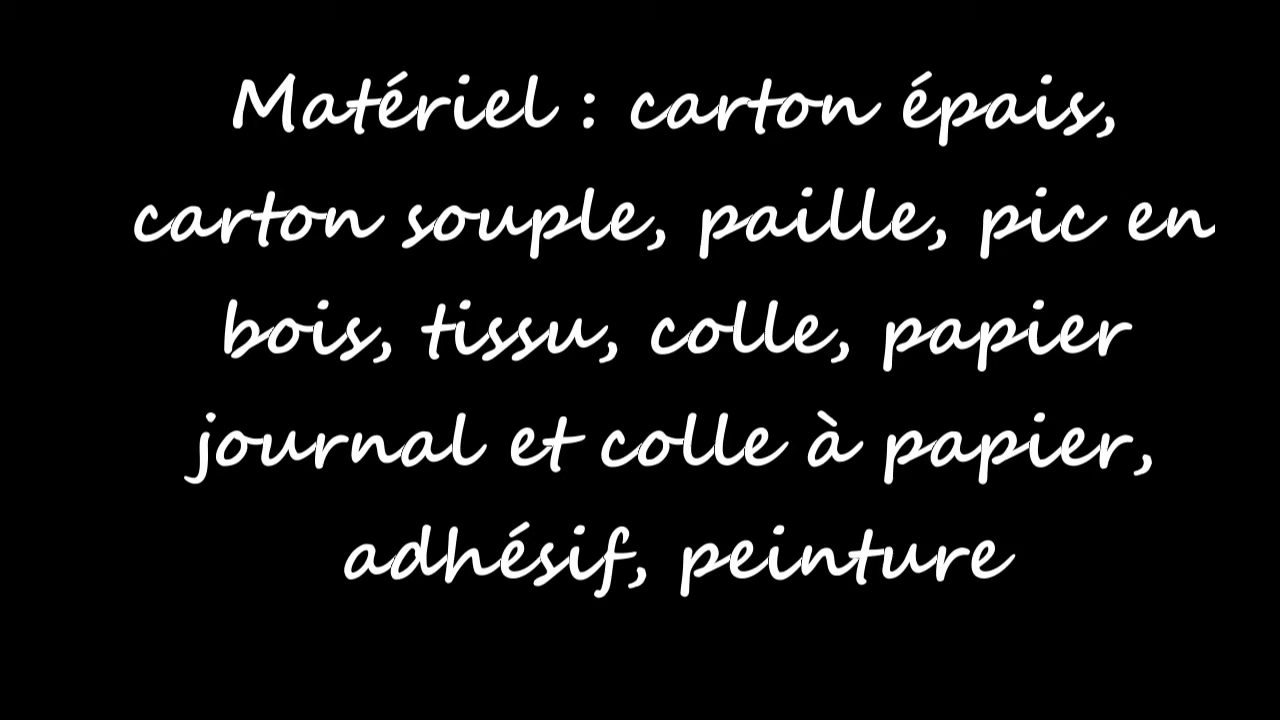 Matériel : carton épais,
carton souple, paille, pic en
bois, tissu, colle, papier
journal et colle à papier,
adhésif, peinture